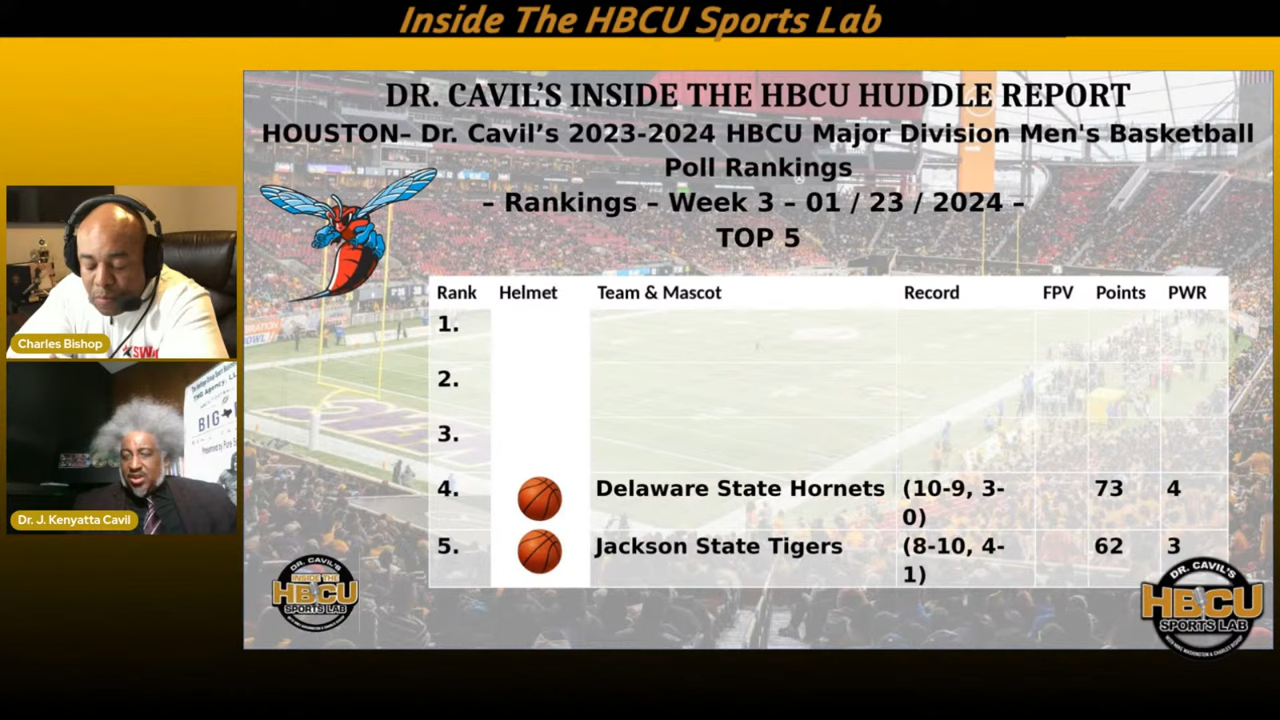 Inside The HBCU Sports Lab
DR. CAVIL'S INSIDE THE HBCU HUDDLE REPORT
HOUSTON– Dr. Cavil's 2023-2024 HBCU Major Division Men's Basketball
Poll Rankings
– Rankings – Week 3 – 01 / 23 / 2024 –
TOP 5
Rank Helmet Team & Mascot Record FPV Points PWR
1.
2.
3.
4. Delaware State Hornets (10-9, 3-
0) 73 4
5. Jackson State Tigers (8-10, 4-
1) 62 3
Charles Bishop
SWA
BIG
Dr. J. Kenyatta Cavil
DR. CAVIL'S
INSIDE THE
HBCU
SPORTS LAB
DR. CAVIL'S
HBCU
SPORTS LAB